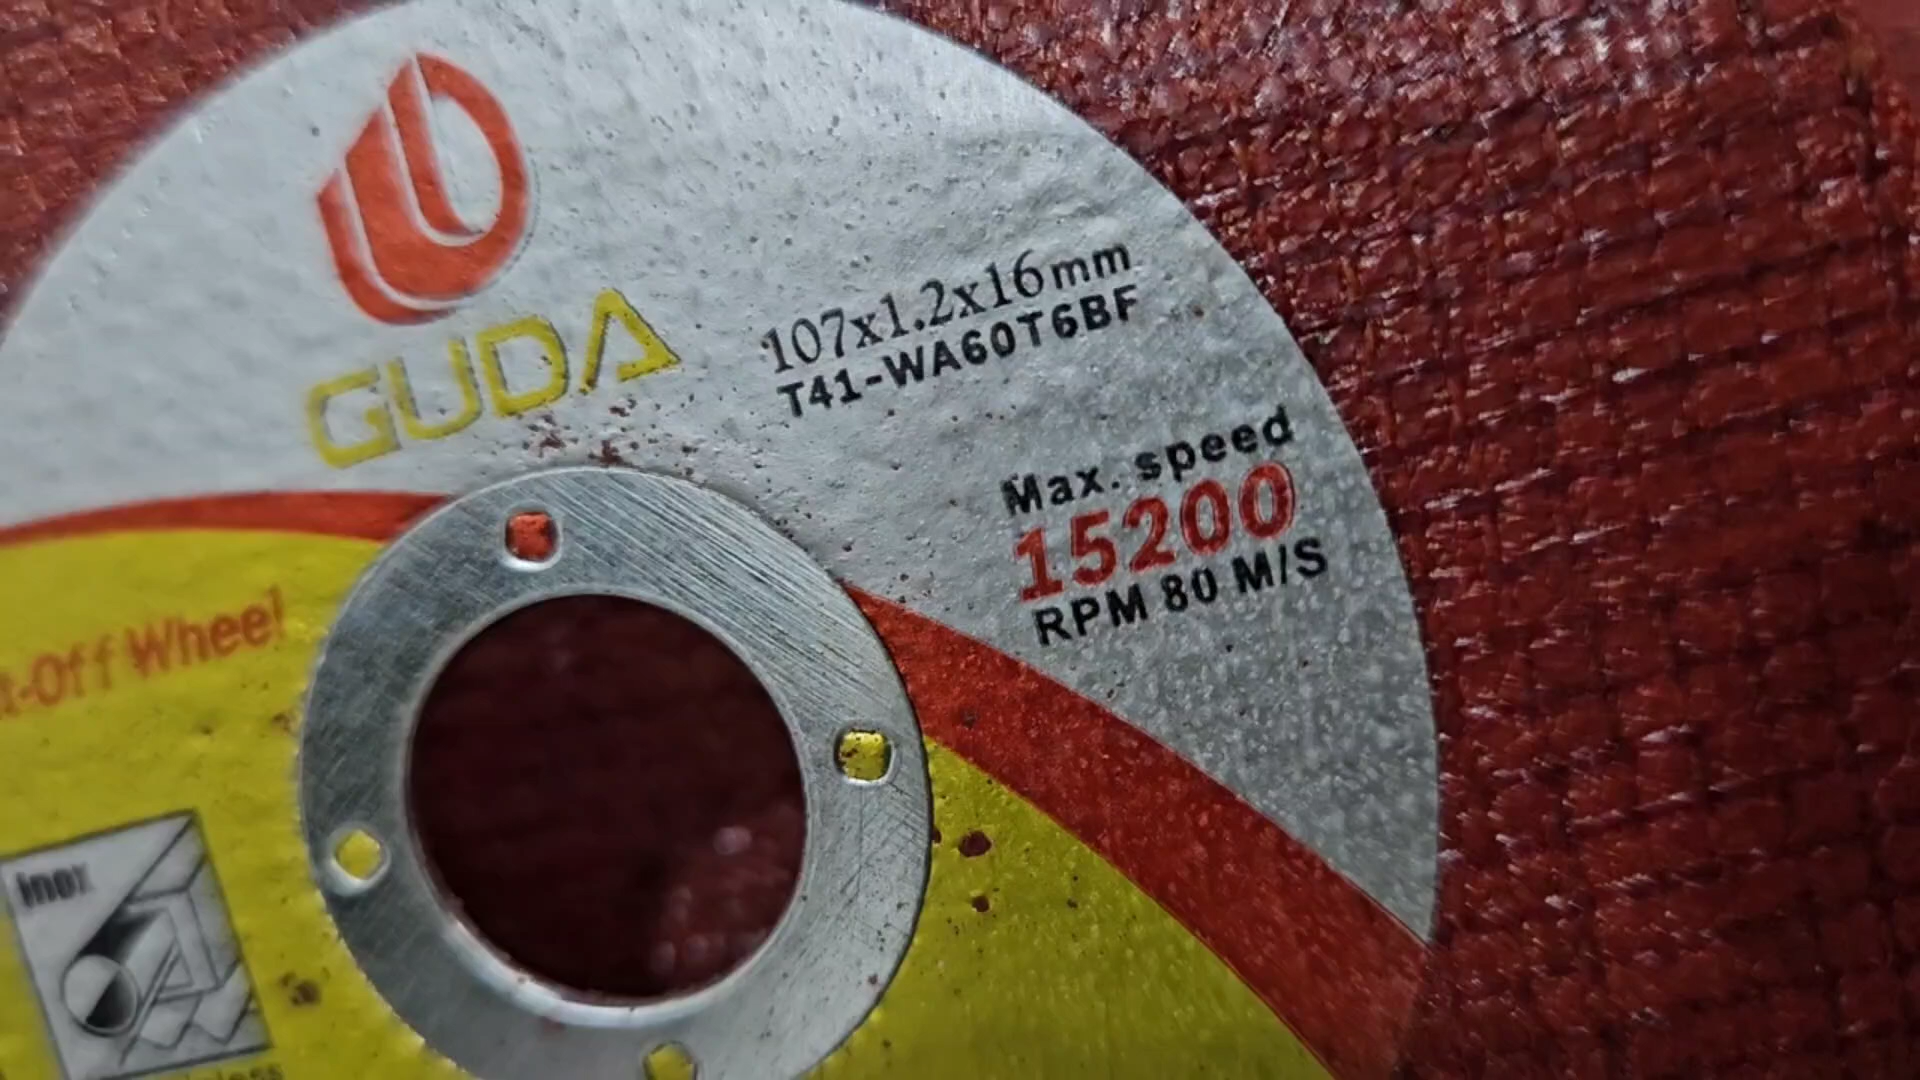 GUDA
107x1.2x16mm
T41-WA60T6BF
Max. speed
15200
RPM 80 M/S
t-Off Wheel
Inox